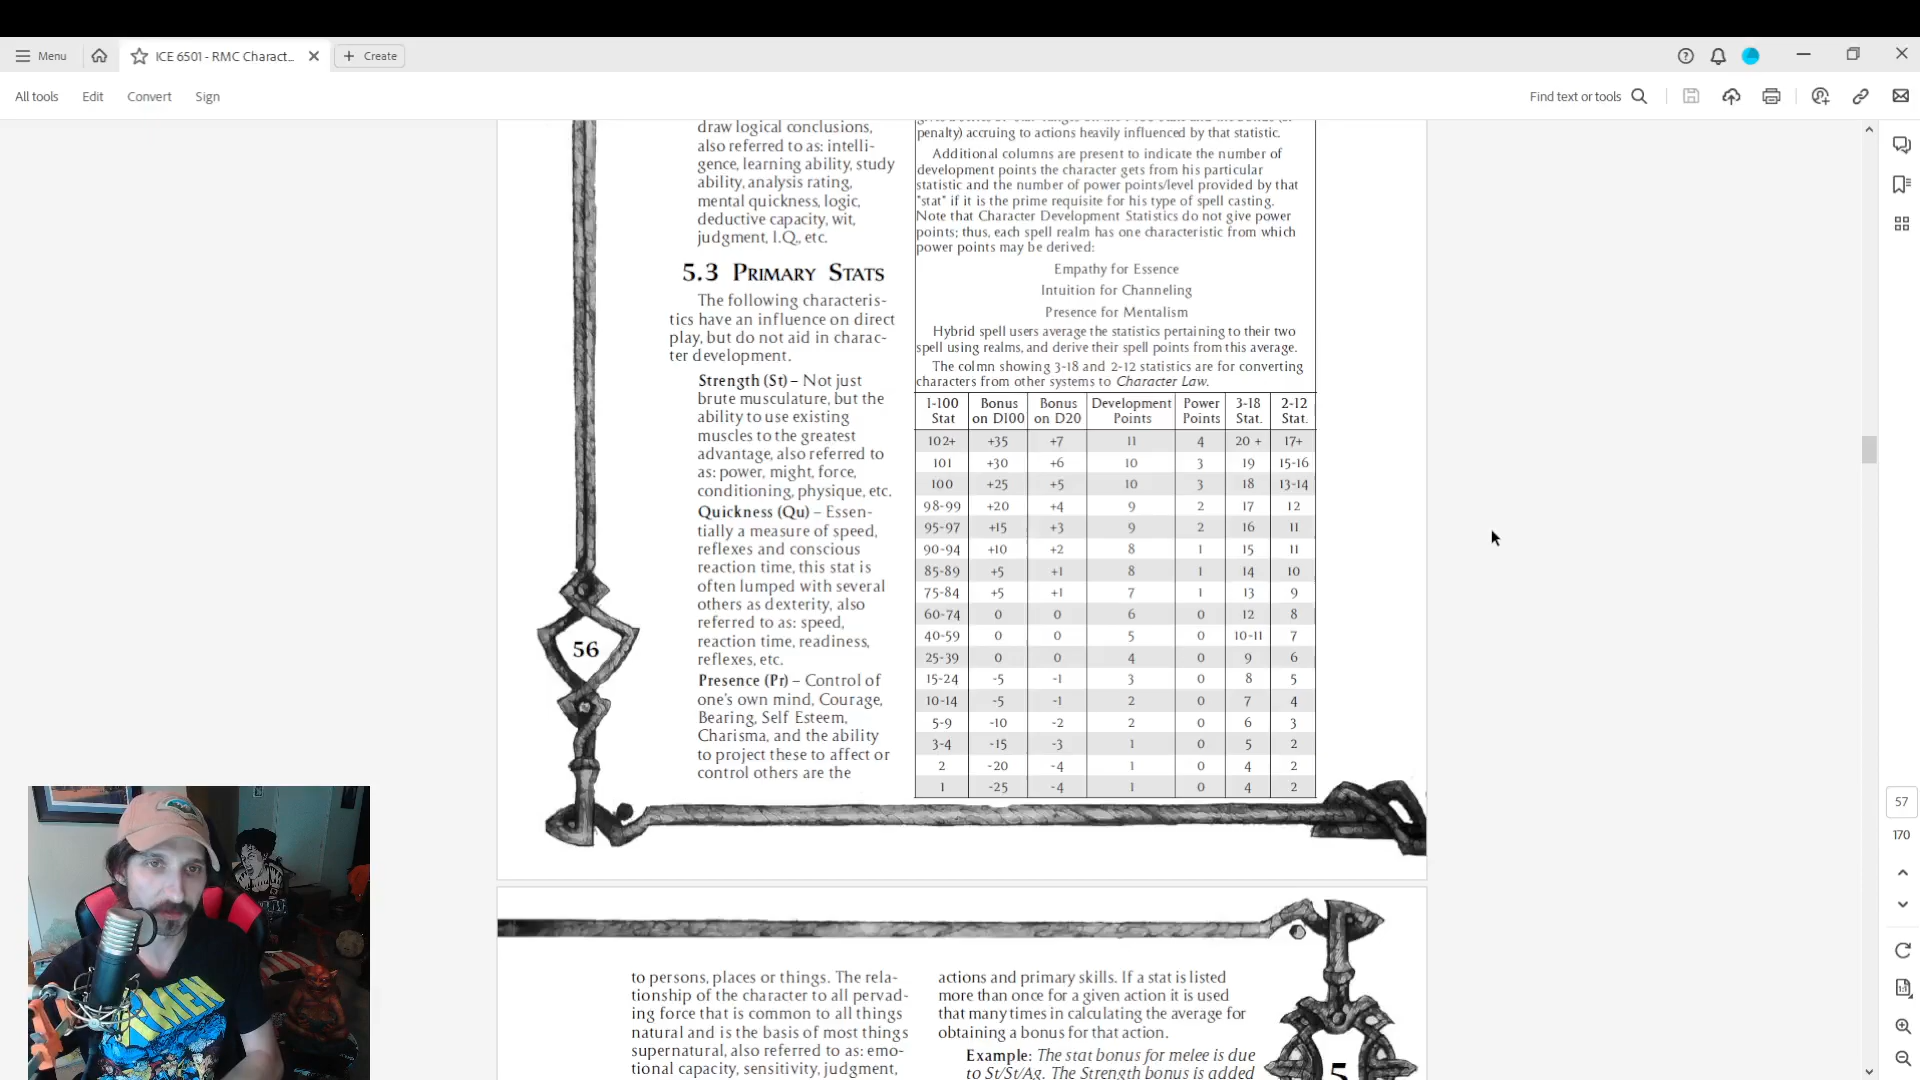 Menu
ICE 6501 - RMC Charact...
Create
All tools
Edit
Convert
Sign
Find text or tools
draw logical conclusions,
also referred to as: intelli-
gence, learning ability, study
ability, analysis rating,
mental quickness, logic,
deductive capacity, wit,
judgment, I.Q., etc.
5.3 PRIMARY STATS
The following characteris-
tics have an influence on direct
play, but do not aid in charac-
ter development.
Strength (St) – Not just
brute musculature, but the
ability to use existing
muscles to the greatest
advantage, also referred to
as: power, might, force,
conditioning, physique, etc.
Quickness (Qu) – Essen-
tially a measure of speed,
reflexes and conscious
reaction time, this stat is
often lumped with several
others as dexterity, also
referred to as: speed,
reaction time, readiness,
reflexes, etc.
Presence (Pr) – Control of
one's own mind, Courage,
Bearing, Self Esteem,
Charisma, and the ability
to project these to affect or
control others are the
56
penalty) accruing to actions heavily influenced by that statistic.
Additional columns are present to indicate the number of
development points the character gets from his particular
statistic and the number of power points/level provided by that
"stat" if it is the prime requisite for his type of spell casting.
Note that Character Development Statistics do not give power
points; thus, each spell realm has one characteristic from which
power points may be derived:
Empathy for Essence
Intuition for Channeling
Presence for Mentalism
Hybrid spell users average the statistics pertaining to their two
spell using realms, and derive their spell points from this average.
The colmn showing 3-18 and 2-12 statistics are for converting
characters from other systems to Character Law.
1-100 Stat Bonus on D100 Bonus on D20 Development Points Power Points 3-18 Stat. 2-12 Stat.
102+ +35 +7 11 4 20 + 17+
101 +30 +6 10 3 19 15-16
100 +25 +5 10 3 18 13-14
98-99 +20 +4 9 2 17 12
95-97 +15 +3 9 2 16 11
90-94 +10 +2 8 1 15 11
85-89 +5 +1 8 1 14 10
75-84 +5 +1 7 1 13 9
60-74 0 0 6 0 12 8
40-59 0 0 5 0 10-11 7
25-39 0 0 4 0 9 6
15-24 -5 -1 3 0 8 5
10-14 -5 -1 2 0 7 4
5-9 -10 -2 2 0 6 3
3-4 -15 -3 1 0 5 2
2 -20 -4 1 0 4 2
1 -25 -4 1 0 4 2
57
170
to persons, places or things. The rela-
tionship of the character to all pervad-
ing force that is common to all things
natural and is the basis of most things
supernatural, also referred to as: emo-
tional capacity, sensitivity, judgment,
actions and primary skills. If a stat is listed
more than once for a given action it is used
that many times in calculating the average for
obtaining a bonus for that action.
Example: The stat bonus for melee is due
to St/St/Ag. The Strength bonus is added
5
X-MEN